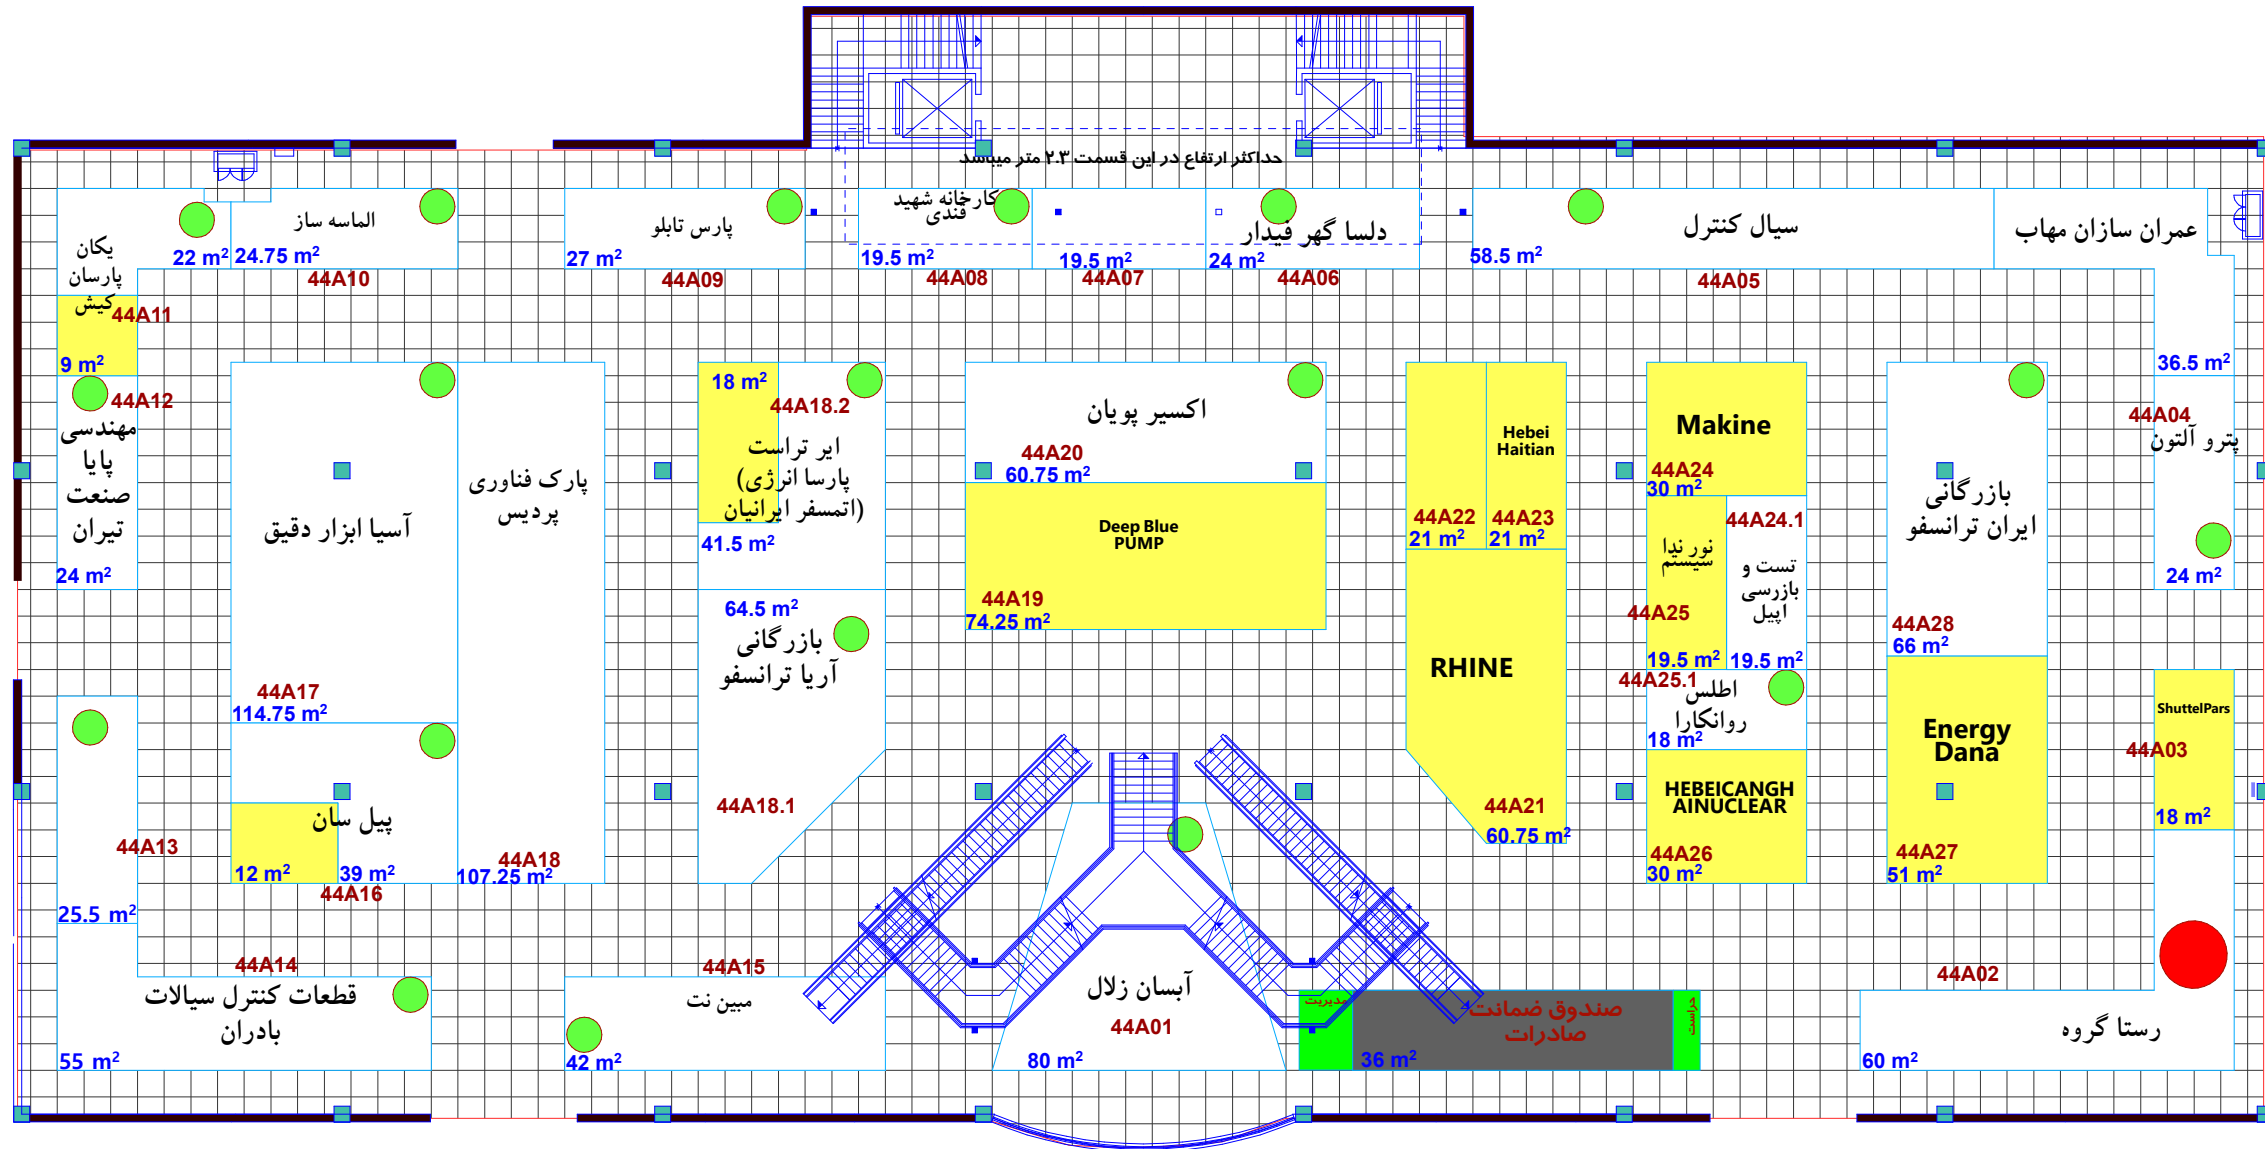 حداکثر ارتفاع در این قسمت ۲.۳ متر میباشد
یکان
پارسان
کیش
22 m²
44A11
9 m²
الماسه ساز
24.75 m²
44A10
پارس تابلو
27 m²
44A09
کارخانه شهید
قندی
19.5 m²
44A08
19.5 m²
44A07
دلسا گهر فیدار
24 m²
44A06
سیال کنترل
58.5 m²
44A05
عمران سازان مهاب
36.5 m²
44A04
پترو آلتون
24 m²
44A12
مهندسی
پایا
صنعت
تیران
24 m²
آسیا ابزار دقیق
44A17
114.75 m²
پارک فناوری
پردیس
44A18
107.25 m²
18 m²
44A18.2
ایر تراست
(پارسا انرژی
اتمسفر ایرانیان)
41.5 m²
64.5 m²
بازرگانی
آریا ترانسفو
44A18.1
اکسیر پویان
44A20
60.75 m²
Deep Blue
PUMP
44A19
74.25 m²
44A22
21 m²
Hebei
Haitian
44A23
21 m²
RHINE
44A21
60.75 m²
Makine
44A24
30 m²
44A24.1
نور ندا
سیستم
44A25
19.5 m²
تست و
بازرسی
اپیل
19.5 m²
44A25.1
اطلس
روانکارا
18 m²
HEBEICANGH
AINUCLEAR
44A26
30 m²
بازرگانی
ایران ترانسفو
44A28
66 m²
Energy
Dana
44A27
51 m²
ShuttelPars
44A03
18 m²
44A13
25.5 m²
پیل سان
12 m²
39 m²
44A16
44A14
قطعات کنترل سیالات
بادران
55 m²
44A15
مبین نت
42 m²
آبسان زلال
44A01
80 m²
مدیریت
صندوق ضمانت
صادرات
36 m²
حراست
44A02
رستا گروه
60 m²